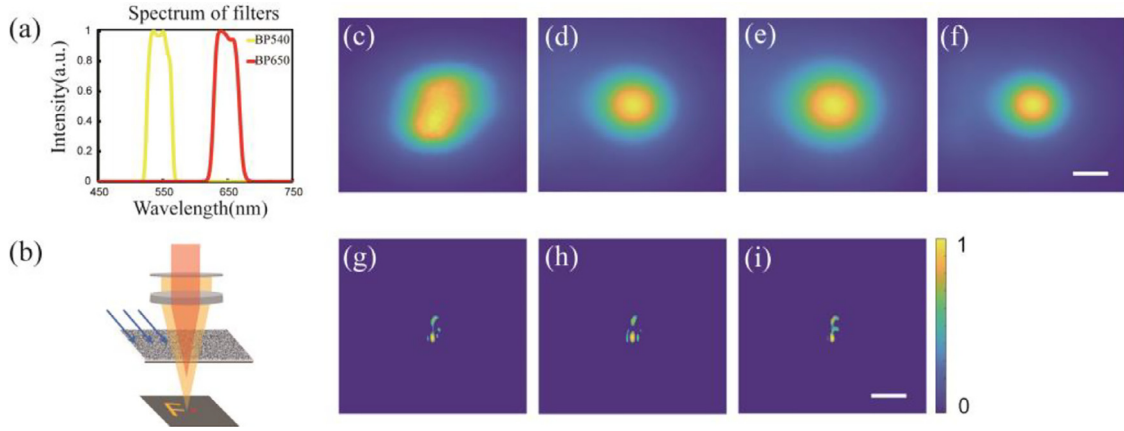 Spectrum of filters
(a)
BP540
BP650
Intensity(a.u.)
1
0.8
0.6
0.4
0.2
0
450
550
650
750
Wavelength(nm)
(b)
(c)
(d)
(e)
(f)
(g)
(h)
(i)
1
0